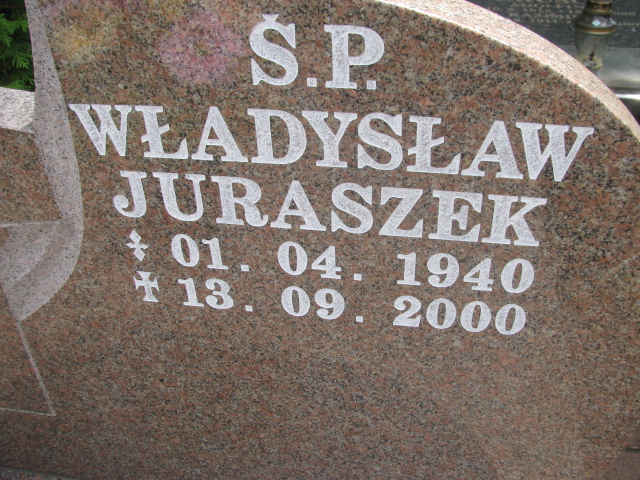 Ś.P.
WŁADYSŁAW
JURASZEK
01. 04. 1940
13. 09. 2000